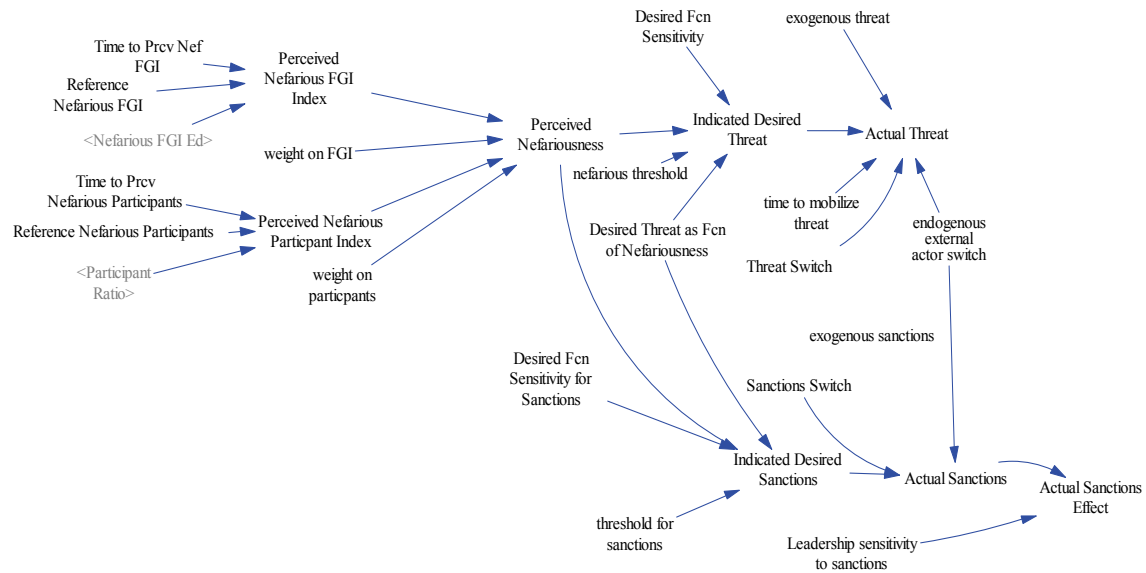 Time to Prcv Nef
FGI
Reference
Nefarious FGI
<Nefarious FGI Ed>
Perceived
Nefarious FGI
Index
weight on FGI
Time to Prcv
Nefarious Participants
Reference Nefarious Participants
<Participant
Ratio>
Perceived Nefarious
Particpant Index
weight on
particpants
Perceived
Nefariousness
Desired Fcn
Sensitivity
exogenous threat
Indicated Desired
Threat
Actual Threat
nefarious threshold
Desired Threat as Fcn
of Nefariousness
time to mobilize
threat
Threat Switch
endogenous
external
actor switch
exogenous sanctions
Desired Fcn
Sensitivity for
Sanctions
Sanctions Switch
Indicated Desired
Sanctions
Actual Sanctions
Actual Sanctions
Effect
threshold for
sanctions
Leadership sensitivity
to sanctions